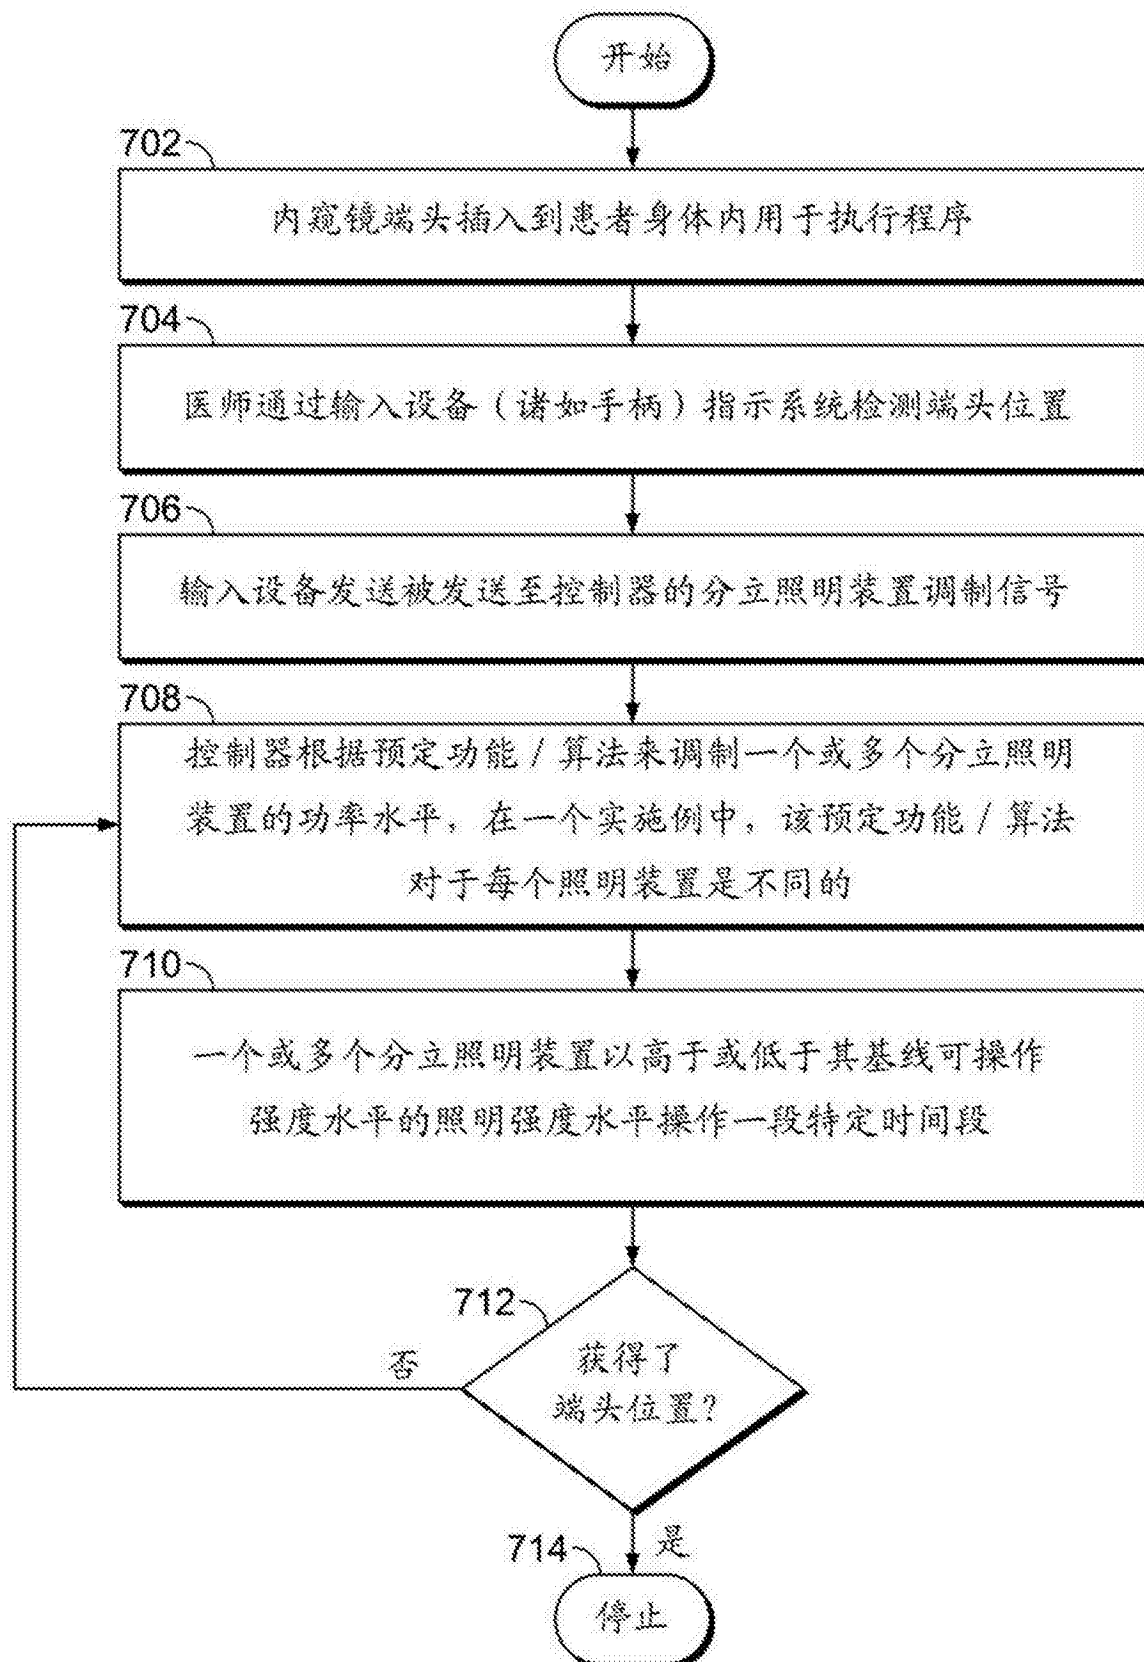 开始
702
内窥镜端头插入到患者身体内用于执行程序
704
医师通过输入设备（诸如手柄）指示系统检测端头位置
706
输入设备发送被发送至控制器的分立照明装置调制信号
708
控制器根据预定功能／算法来调制一个或多个分立照明
装置的功率水平，在一个实施例中，该预定功能／算法
对于每个照明装置是不同的
710
一个或多个分立照明装置以高于或低于其基线可操作
强度水平的照明强度水平操作一段特定时间段
712
否
获得了
端头位置？
714
是
停止